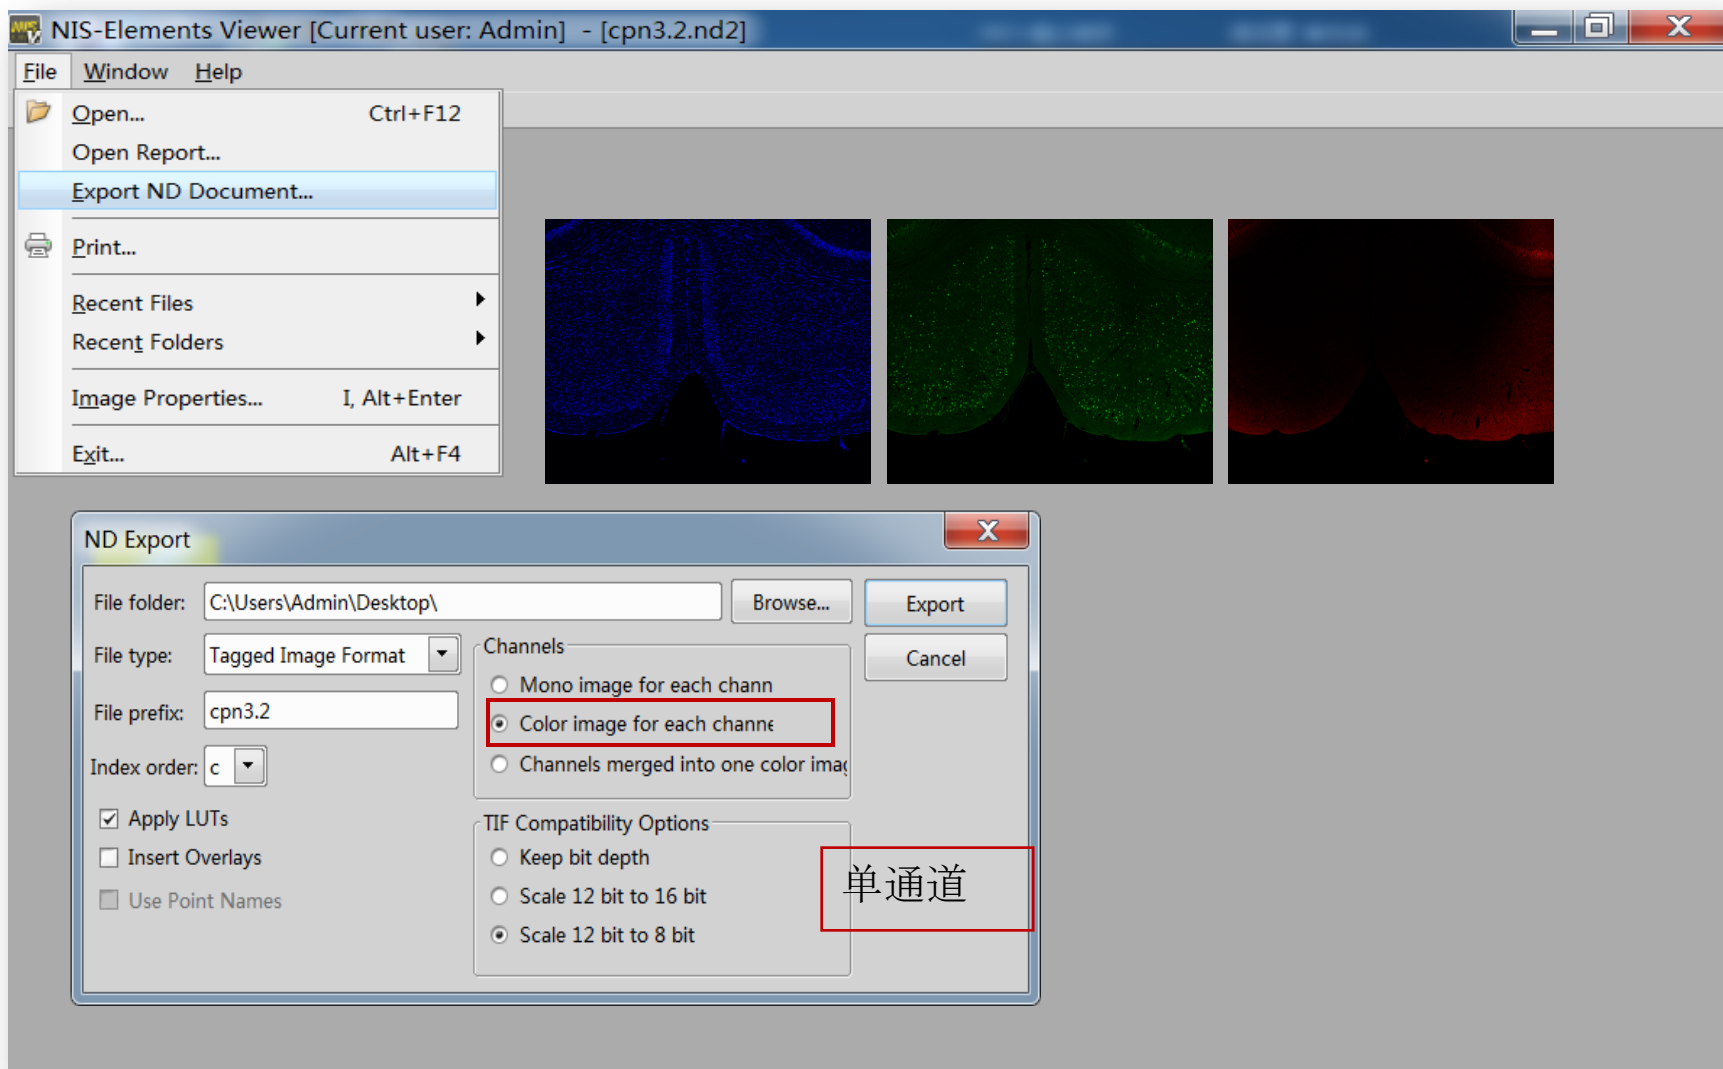 NIS-Elements Viewer [Current user: Admin] - [cpn3.2.nd2]
File Window Help
Open... Ctrl+F12
Open Report...
Export ND Document...
Print...
Recent Files
Recent Folders
Image Properties... I, Alt+Enter
Exit... Alt+F4
ND Export
File folder: C:\Users\Admin\Desktop\ Browse... Export
File type: Tagged Image Format Channels Cancel
Mono image for each chann
File prefix: cpn3.2 Color image for each channe
Index order: c Channels merged into one color imag
Apply LUTs TIF Compatibility Options
Insert Overlays Keep bit depth
Use Point Names Scale 12 bit to 16 bit 单通道
Scale 12 bit to 8 bit